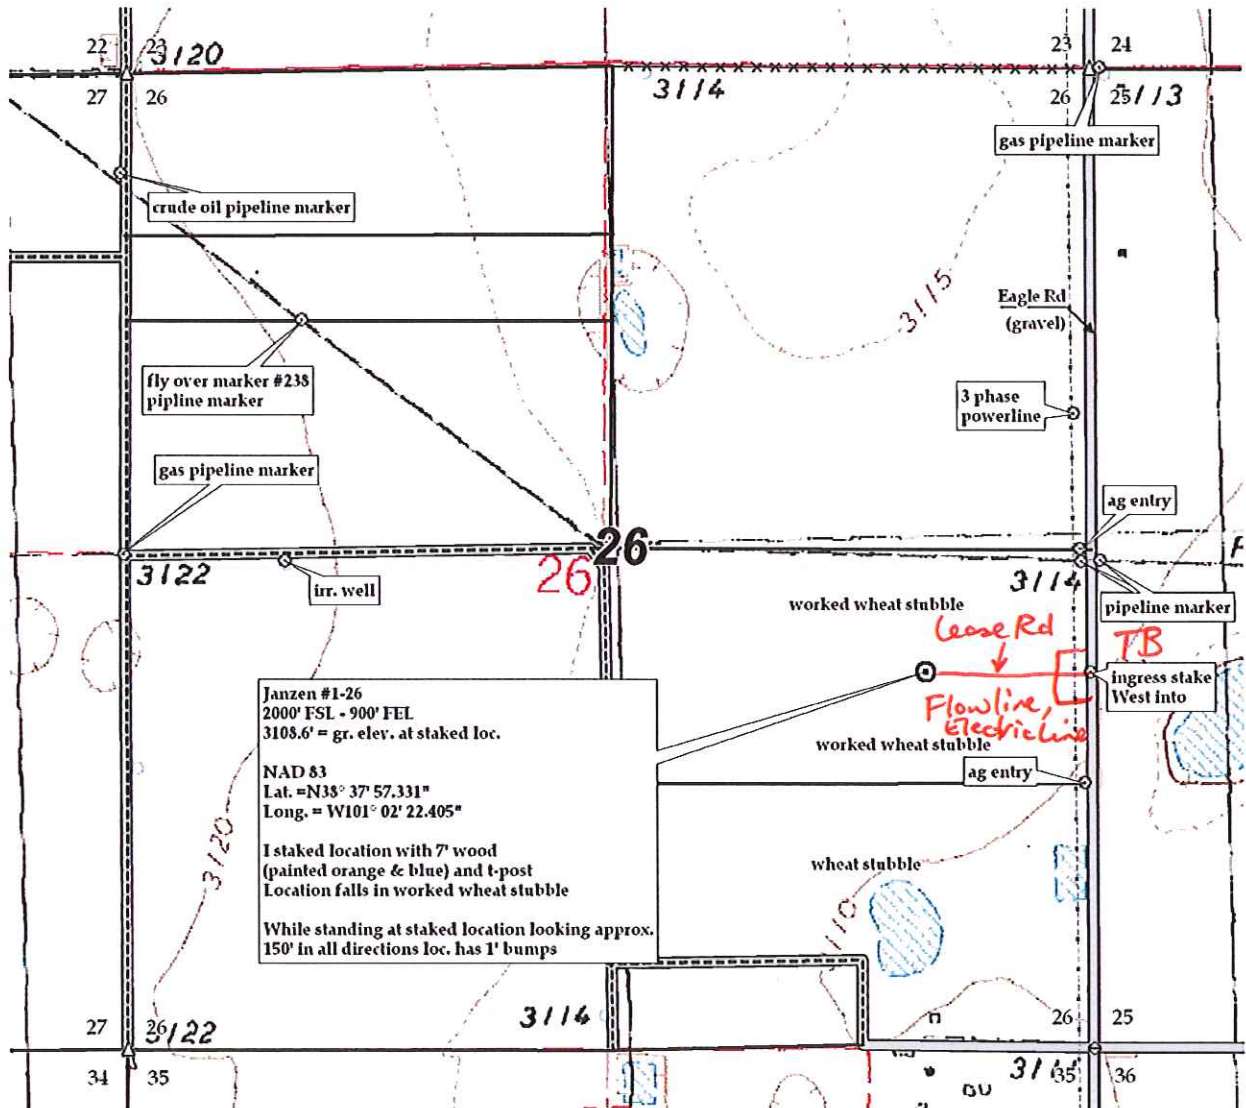 22 23 3120
27 26
3114
23 24
26 25 3113
gas pipeline marker
crude oil pipeline marker
Eagle Rd
(gravel)
3115
fly over marker #238
pipline marker
3 phase
powerline
gas pipeline marker
ag entry
26
3122
26
3114
irr. well
pipeline marker
worked wheat stubble
Lease Rd
TB
ingress stake
West into
Flowline,
Electric line
worked wheat stubble
ag entry
Janzen #1-26
2000' FSL - 900' FEL
3108.6' = gr. elev. at staked loc.
NAD 83
Lat. =N38° 37' 57.331"
Long. = W101° 02' 22.405"
I staked location with 7' wood
(painted orange & blue) and t-post
Location falls in worked wheat stubble
While standing at staked location looking approx.
150' in all directions loc. has 1' bumps
3120
wheat stubble
3110
27 26 3122
34 35
3114
26 25
35 36